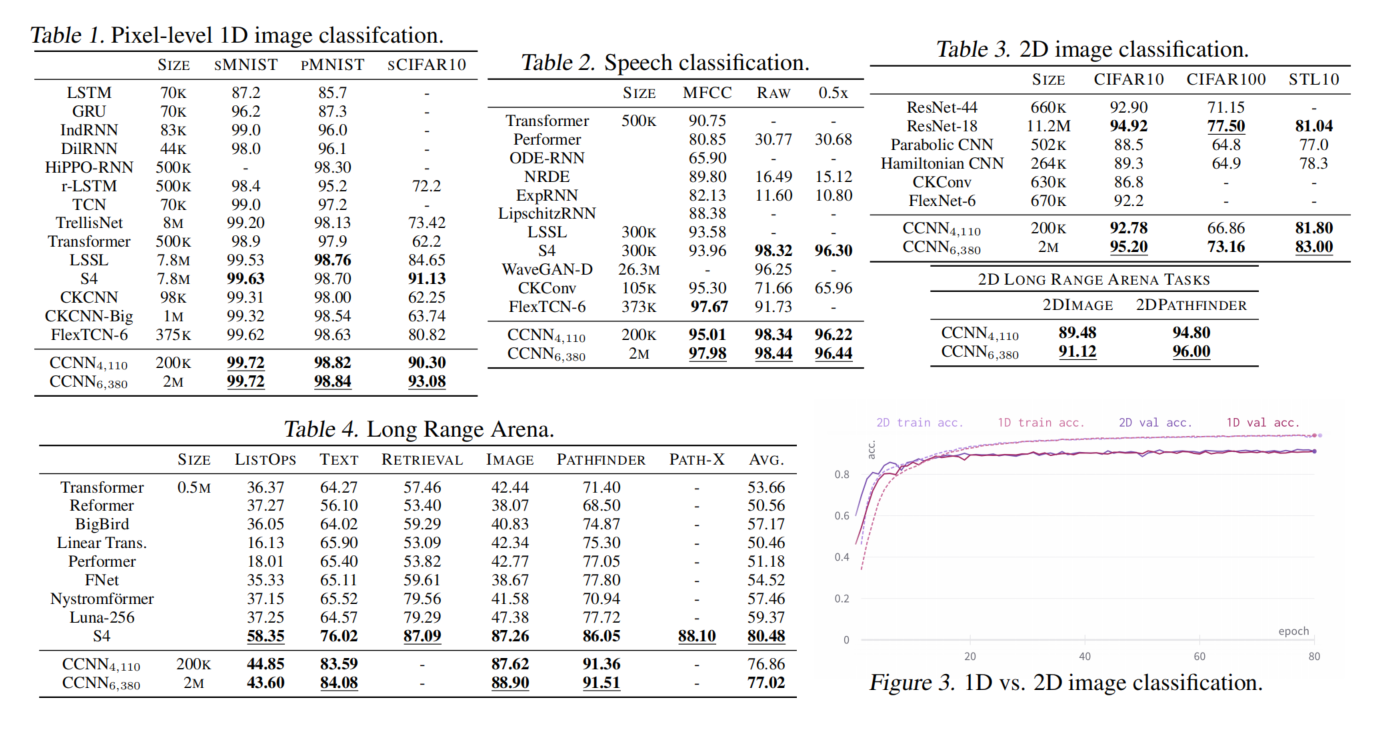 Table 1. Pixel-level 1D image classifcation.
SIZE SMNIST PMNIST SCIFAR10
LSTM 70K 87.2 85.7 -
GRU 70K 96.2 87.3 -
IndRNN 83K 99.0 96.0 -
DilRNN 44K 98.0 96.1 -
HiPPO-RNN 500K - 98.30 -
r-LSTM 500K 98.4 95.2 72.2
TCN 70K 99.0 97.2 -
TrellisNet 8M 99.20 98.13 73.42
Transformer 500K 98.9 97.9 62.2
LSSL 7.8M 99.53 98.76 84.65
S4 7.8M 99.63 98.70 91.13
CKCNN 98K 99.31 98.00 62.25
CKCNN-Big 1M 99.32 98.54 63.74
FlexTCN-6 375K 99.62 98.63 80.82
CCNN4,110 200K 99.72 98.82 90.30
CCNN6,380 2M 99.72 98.84 93.08
Table 2. Speech classification.
SIZE MFCC RAW 0.5x
Transformer 500K 90.75 - -
Performer 80.85 30.77 30.68
ODE-RNN 65.90 - -
NRDE 89.80 16.49 15.12
ExpRNN 82.13 11.60 10.80
LipschitzRNN 88.38 - -
LSSL 300K 93.58 - -
S4 300K 93.96 98.32 96.30
WaveGAN-D 26.3M - 96.25 -
CKConv 105K 95.30 71.66 65.96
FlexTCN-6 373K 97.67 91.73 -
CCNN4,110 200K 95.01 98.34 96.22
CCNN6,380 2M 97.98 98.44 96.44
Table 3. 2D image classification.
SIZE CIFAR10 CIFAR100 STL10
ResNet-44 660K 92.90 71.15 -
ResNet-18 11.2M 94.92 77.50 81.04
Parabolic CNN 502K 88.5 64.8 77.0
Hamiltonian CNN 264K 89.3 64.9 78.3
CKConv 630K 86.8 - -
FlexNet-6 670K 92.2 - -
CCNN4,110 200K 92.78 66.86 81.80
CCNN6,380 2M 95.20 73.16 83.00
2D LONG RANGE ARENA TASKS
2DIMAGE 2DPATHFINDER
CCNN4,110 89.48 94.80
CCNN6,380 91.12 96.00
Table 4. Long Range Arena.
SIZE LISTOPS TEXT RETRIEVAL IMAGE PATHFINDER PATH-X AVG.
Transformer 0.5M 36.37 64.27 57.46 42.44 71.40 - 53.66
Reformer 37.27 56.10 53.40 38.07 68.50 - 50.56
BigBird 36.05 64.02 59.29 40.83 74.87 - 57.17
Linear Trans. 16.13 65.90 53.09 42.34 75.30 - 50.46
Performer 18.01 65.40 53.82 42.77 77.05 - 51.18
FNet 35.33 65.11 59.61 38.67 77.80 - 54.52
Nystromförmer 37.15 65.52 79.56 41.58 70.94 - 57.46
Luna-256 37.25 64.57 79.29 47.38 77.72 - 59.37
S4 58.35 76.02 87.09 87.26 86.05 88.10 80.48
CCNN4,110 200K 44.85 83.59 - 87.62 91.36 - 76.86
CCNN6,380 2M 43.60 84.08 - 88.90 91.51 - 77.02
2D train acc. 1D train acc. 2D val acc. 1D val acc.
acc.
0.8
0.6
0.4
0.2
0
epoch
20 40 60 80
Figure 3. 1D vs. 2D image classification.